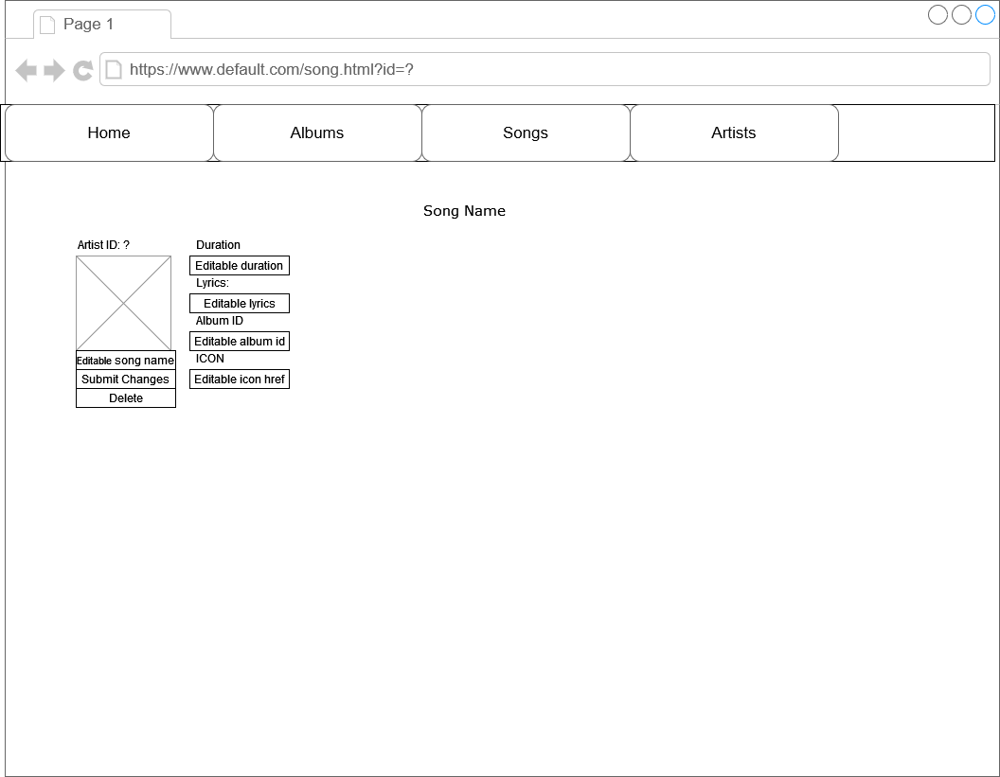 Page 1
https://www.default.com/song.html?id=?
Home
Albums
Songs
Artists
Song Name
Artist ID: ?
Editable song name
Submit Changes
Delete
Duration
Editable duration
Lyrics:
Editable lyrics
Album ID
Editable album id
ICON
Editable icon href